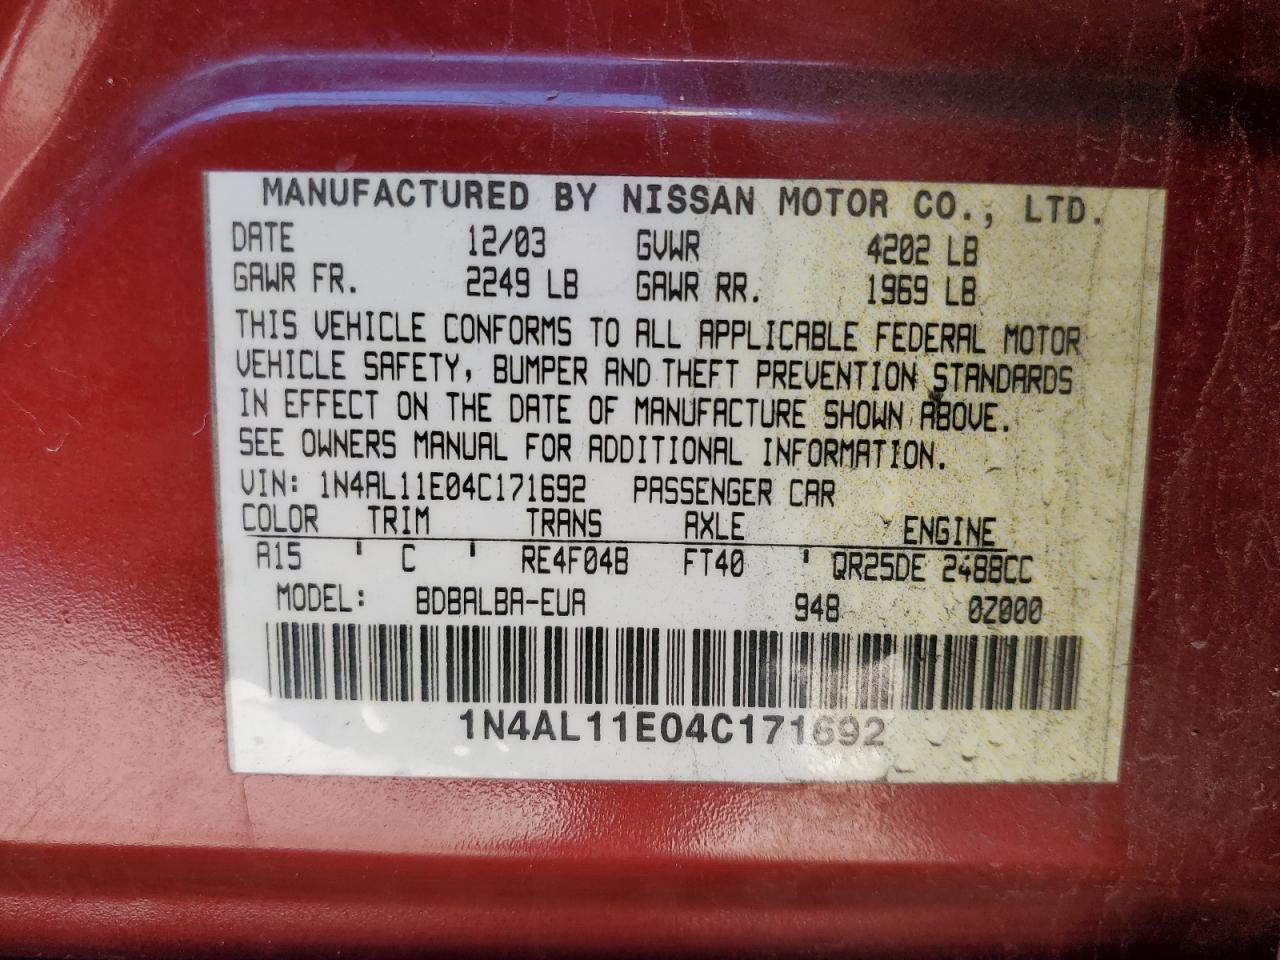 MANUFACTURED BY NISSAN MOTOR CO., LTD.
DATE 12/03 GVWR 4202 LB
GAWR FR. 2249 LB GAWR RR. 1969 LB
THIS VEHICLE CONFORMS TO ALL APPLICABLE FEDERAL MOTOR
VEHICLE SAFETY, BUMPER AND THEFT PREVENTION STANDARDS
IN EFFECT ON THE DATE OF MANUFACTURE SHOWN ABOVE.
SEE OWNERS MANUAL FOR ADDITIONAL INFORMATION.
VIN: 1N4AL11E04C171692 PASSENGER CAR
COLOR TRIM TRANS AXLE ENGINE
A15 ' C ' RE4F04B FT40 ' QR25DE 2488CC
MODEL: BDBALBA-EUA 948 0Z000
1N4AL11E04C171692